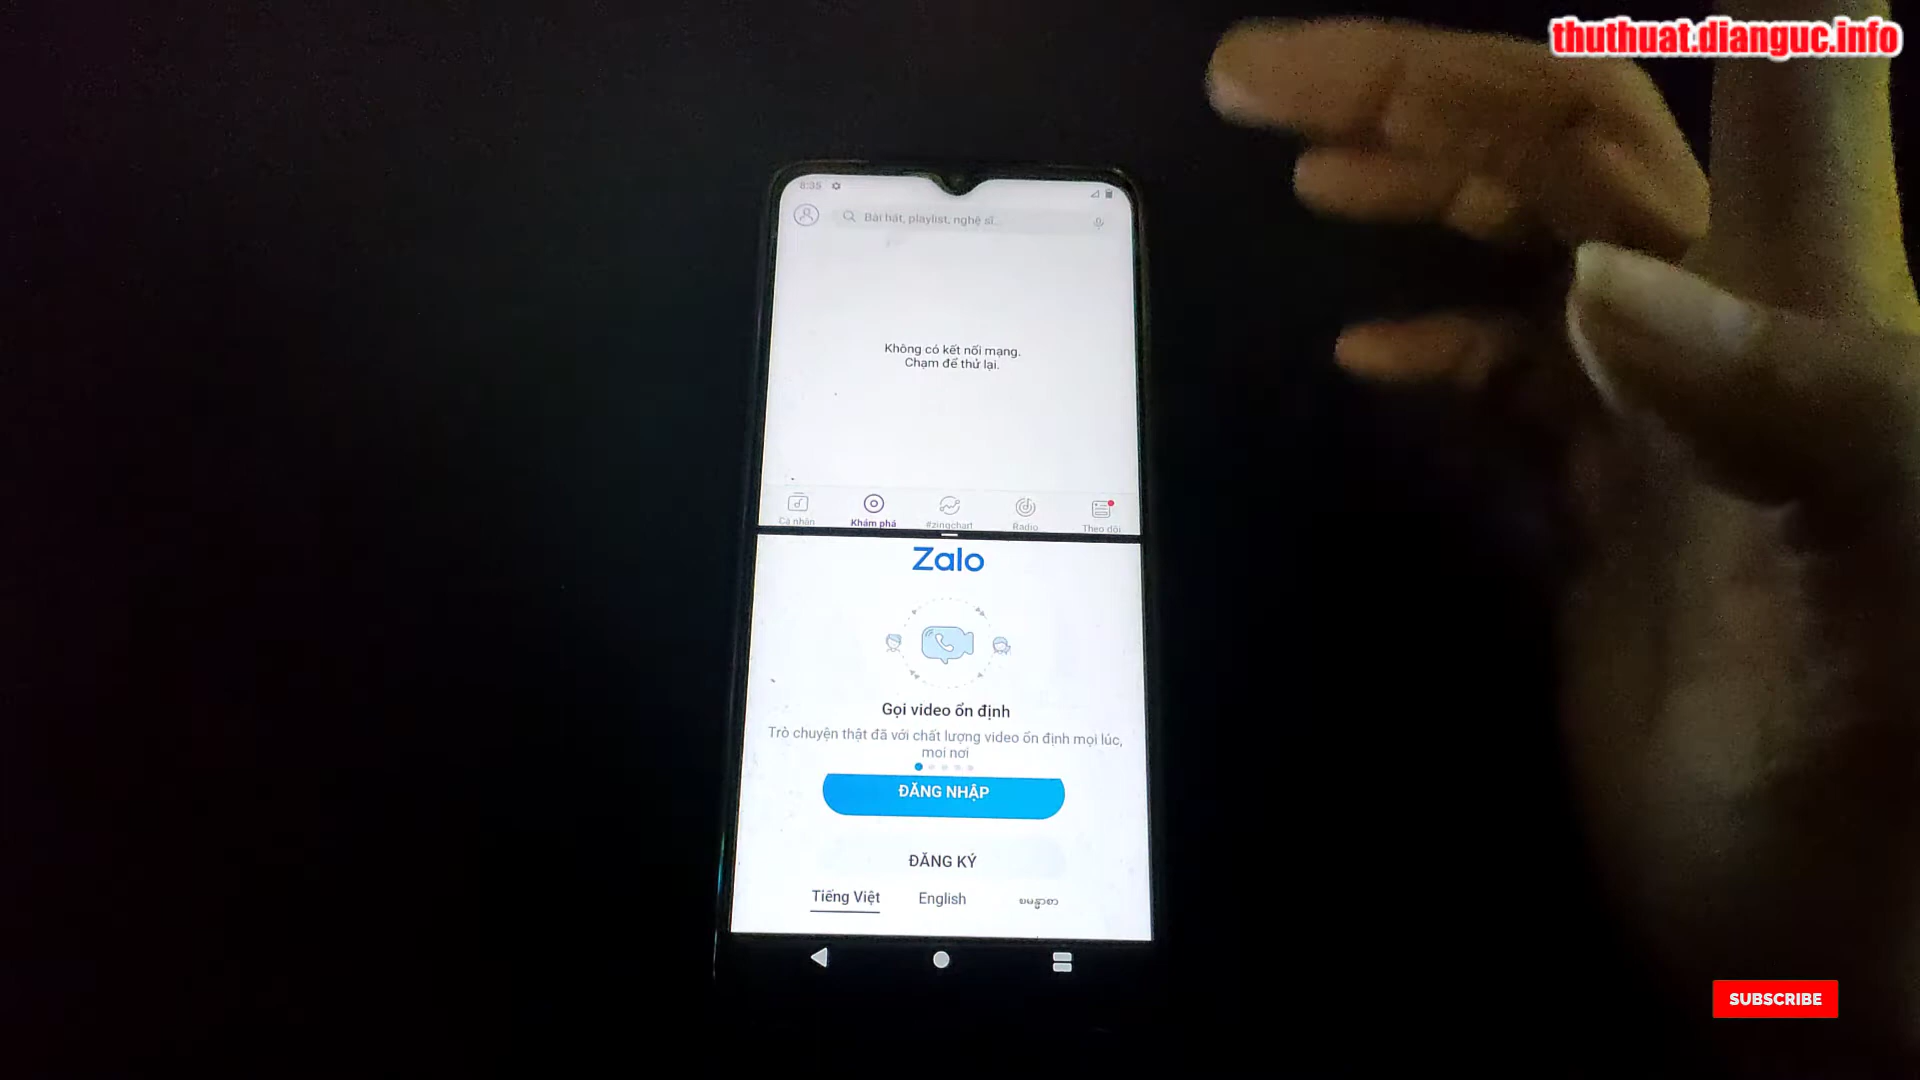 thuthuat.dianguc.info
8:35
Bài hát, playlist, nghệ sĩ...
Không có kết nối mạng.
Chạm để thử lại.
Cá nhân
Khám phá
#zingchart
Radio
Theo dõi
Zalo
Gọi video ổn định
Trò chuyện thật đã với chất lượng video ổn định mọi lúc,
mọi nơi
ĐĂNG NHẬP
ĐĂNG KÝ
Tiếng Việt
English
SUBSCRIBE